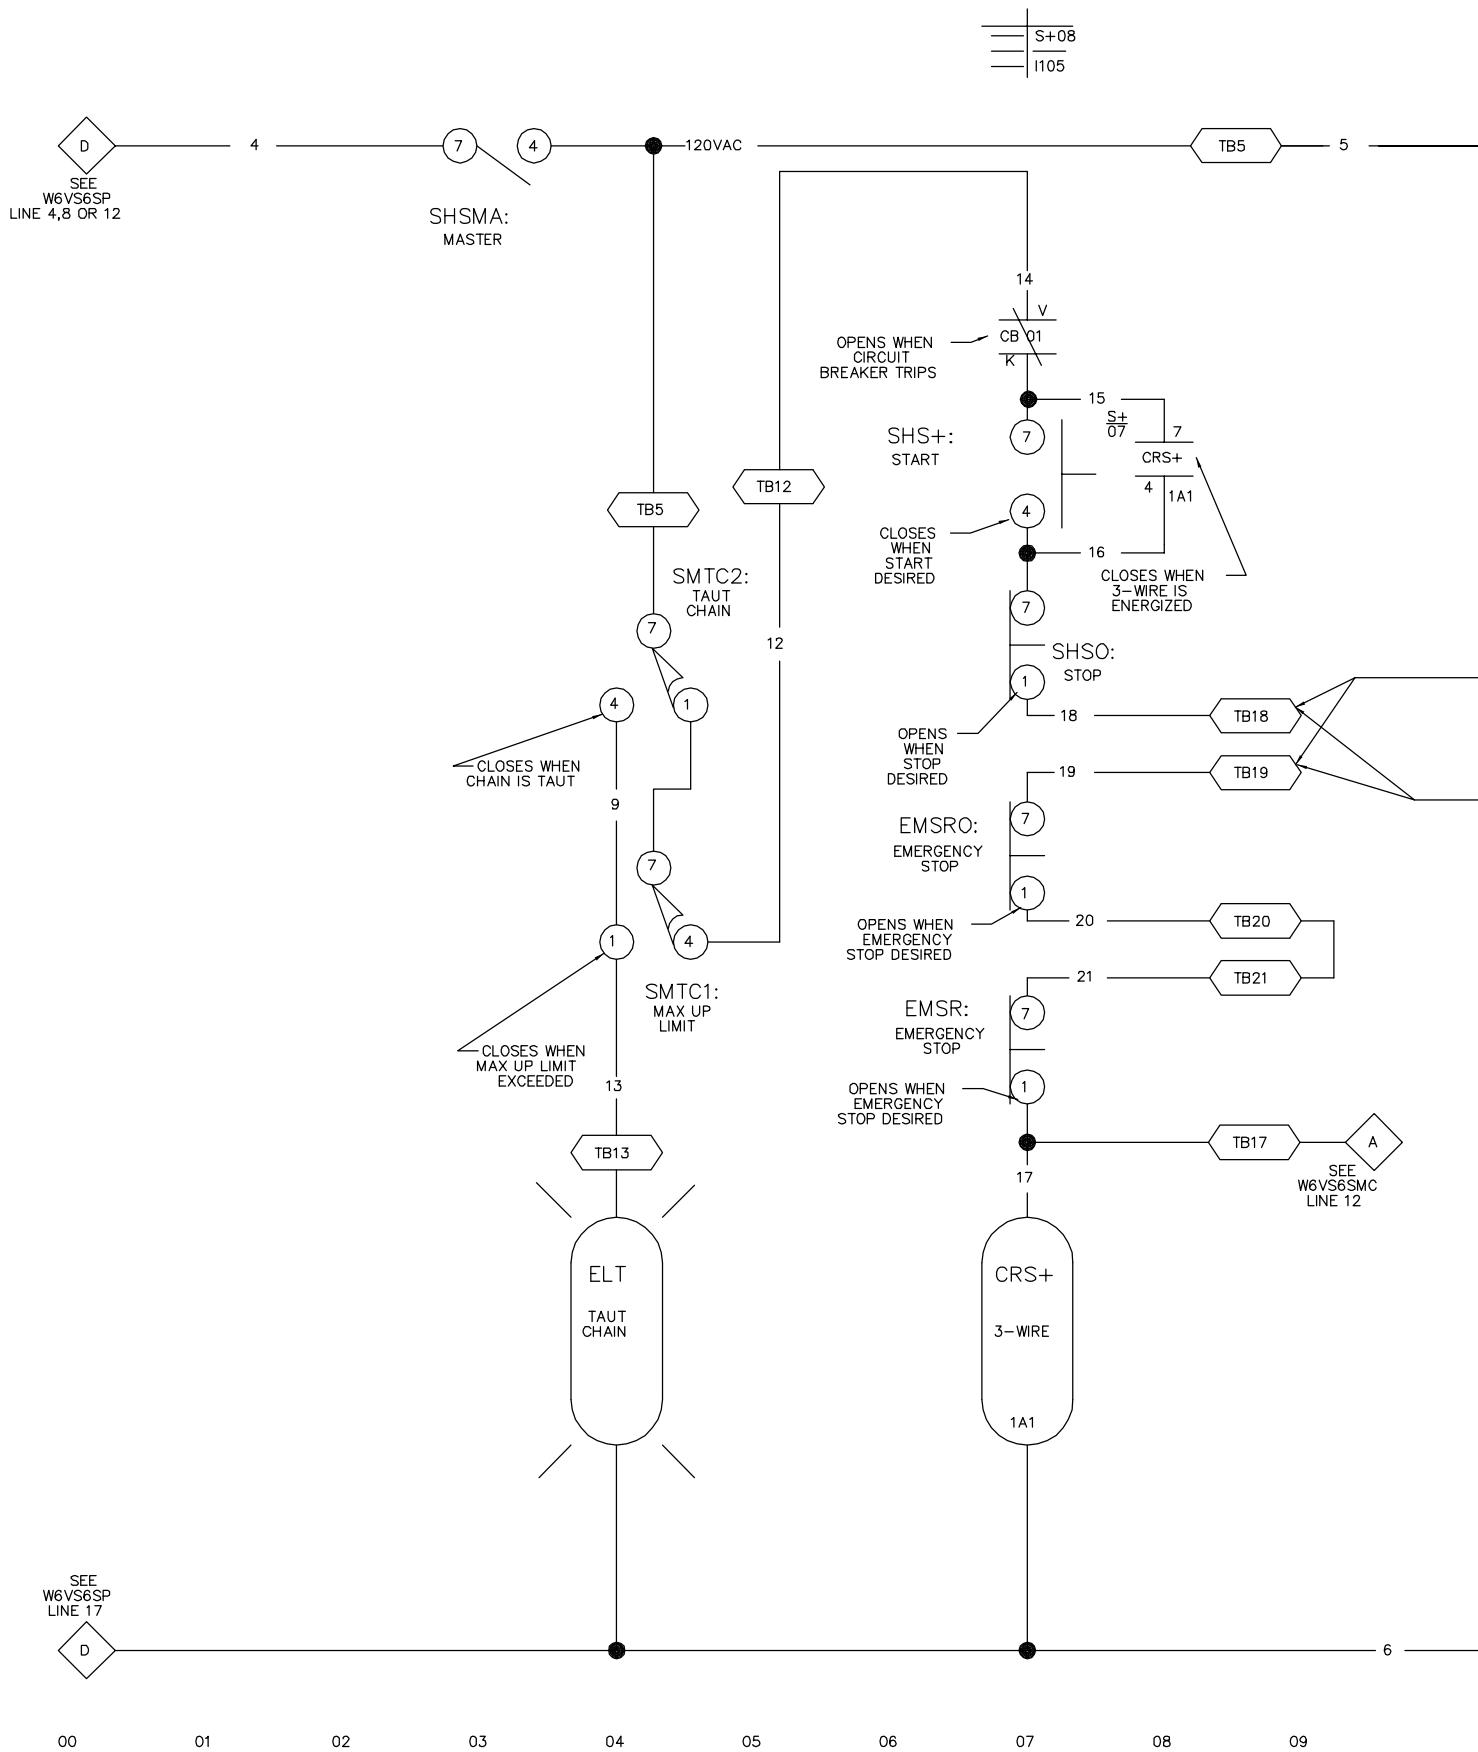 S+08
I105
D
4
7
4
120VAC
TB5
5
SEE
W6VS6SP
LINE 4,8 OR 12
SHSMA:
MASTER
14
V
CB 01
K
OPENS WHEN
CIRCUIT
BREAKER TRIPS
15
S+
07
7
CRS+
4
1A1
SHS+:
START
7
TB12
TB5
4
CLOSES
WHEN
START
DESIRED
16
CLOSES WHEN
3-WIRE IS
ENERGIZED
SMTC2:
TAUT
CHAIN
7
7
12
SHSO:
STOP
1
4
1
18
TB18
OPENS
WHEN
STOP
DESIRED
CLOSES WHEN
CHAIN IS TAUT
19
TB19
9
EMSRO:
EMERGENCY
STOP
7
7
1
20
TB20
OPENS WHEN
EMERGENCY
STOP DESIRED
1
4
21
TB21
SMTC1:
MAX UP
LIMIT
EMSR:
EMERGENCY
STOP
7
CLOSES WHEN
MAX UP LIMIT
EXCEEDED
13
OPENS WHEN
EMERGENCY
STOP DESIRED
1
TB13
TB17
A
SEE
W6VS6SMC
LINE 12
17
ELT
TAUT
CHAIN
CRS+
3-WIRE
1A1
SEE
W6VS6SP
LINE 17
D
6
00 01 02 03 04 05 06 07 08 09